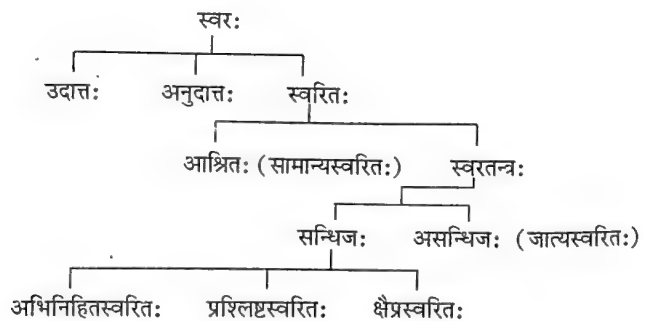 स्वर:
उदात्त: अनुदात्त: स्वरित:
आश्रित: (सामान्यस्वरित:) स्वरतन्त्र:
सन्धिज: असन्धिज: (जात्यस्वरित:)
अभिनिहितस्वरित: प्रश्लिष्टस्वरित: क्षैप्रस्वरित: